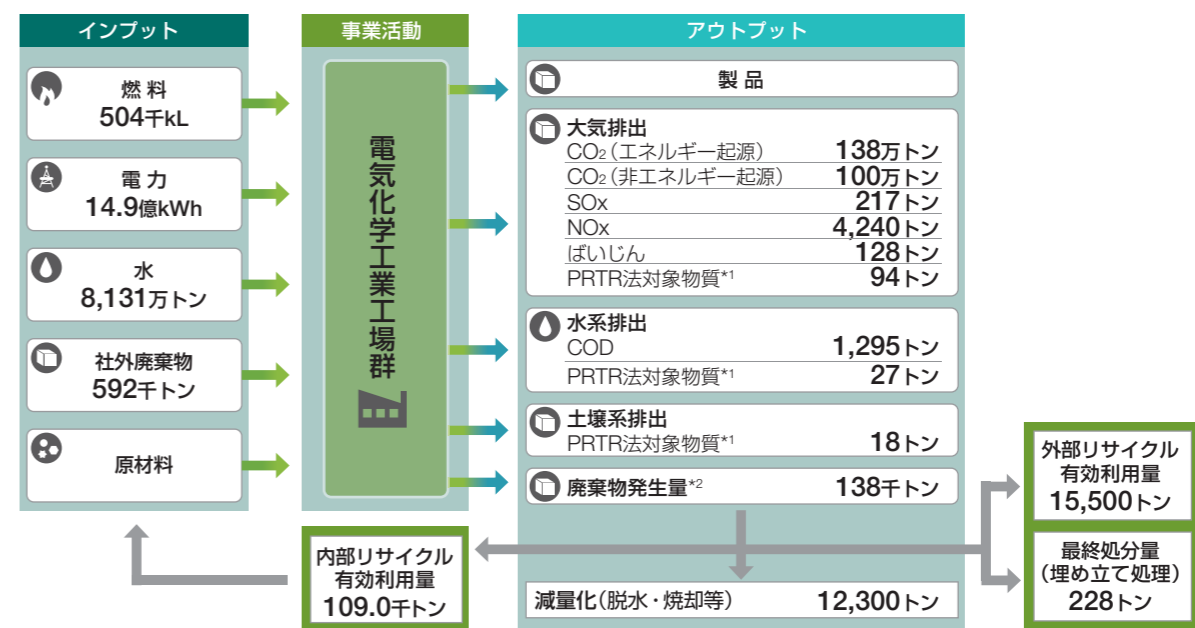 インプット
燃 料
504千kL
電 力
14.9億kWh
水
8,131万トン
社外廃棄物
592千トン
原材料
事業活動
電気化学工業工場群
アウトプット
製 品
大気排出
CO₂（エネルギー起源） 138万トン
CO₂（非エネルギー起源） 100万トン
SOx 217トン
NOx 4,240トン
ばいじん 128トン
PRTR法対象物質*1 94トン
水系排出
COD 1,295トン
PRTR法対象物質*1 27トン
土壌系排出
PRTR法対象物質*1 18トン
廃棄物発生量*2 138千トン
減量化（脱水・焼却等） 12,300トン
内部リサイクル
有効利用量
109.0千トン
外部リサイクル
有効利用量
15,500トン
最終処分量
（埋め立て処理）
228トン